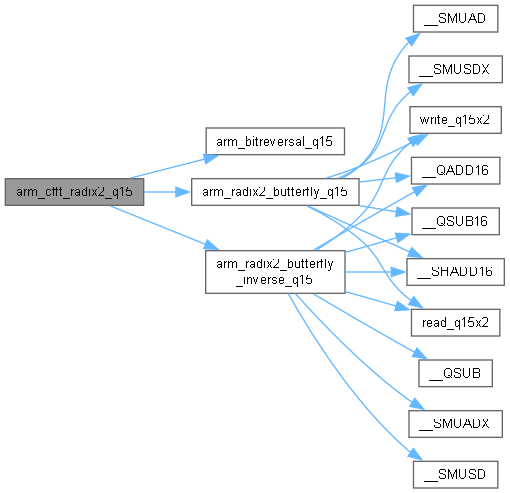 __SMUAD
__SMUSDX
write_q15x2
arm_bitreversal_q15
__QADD16
arm_cfft_radix2_q15
arm_radix2_butterfly_q15
__QSUB16
arm_radix2_butterfly
_inverse_q15
__SHADD16
read_q15x2
__QSUB
__SMUADX
__SMUSD